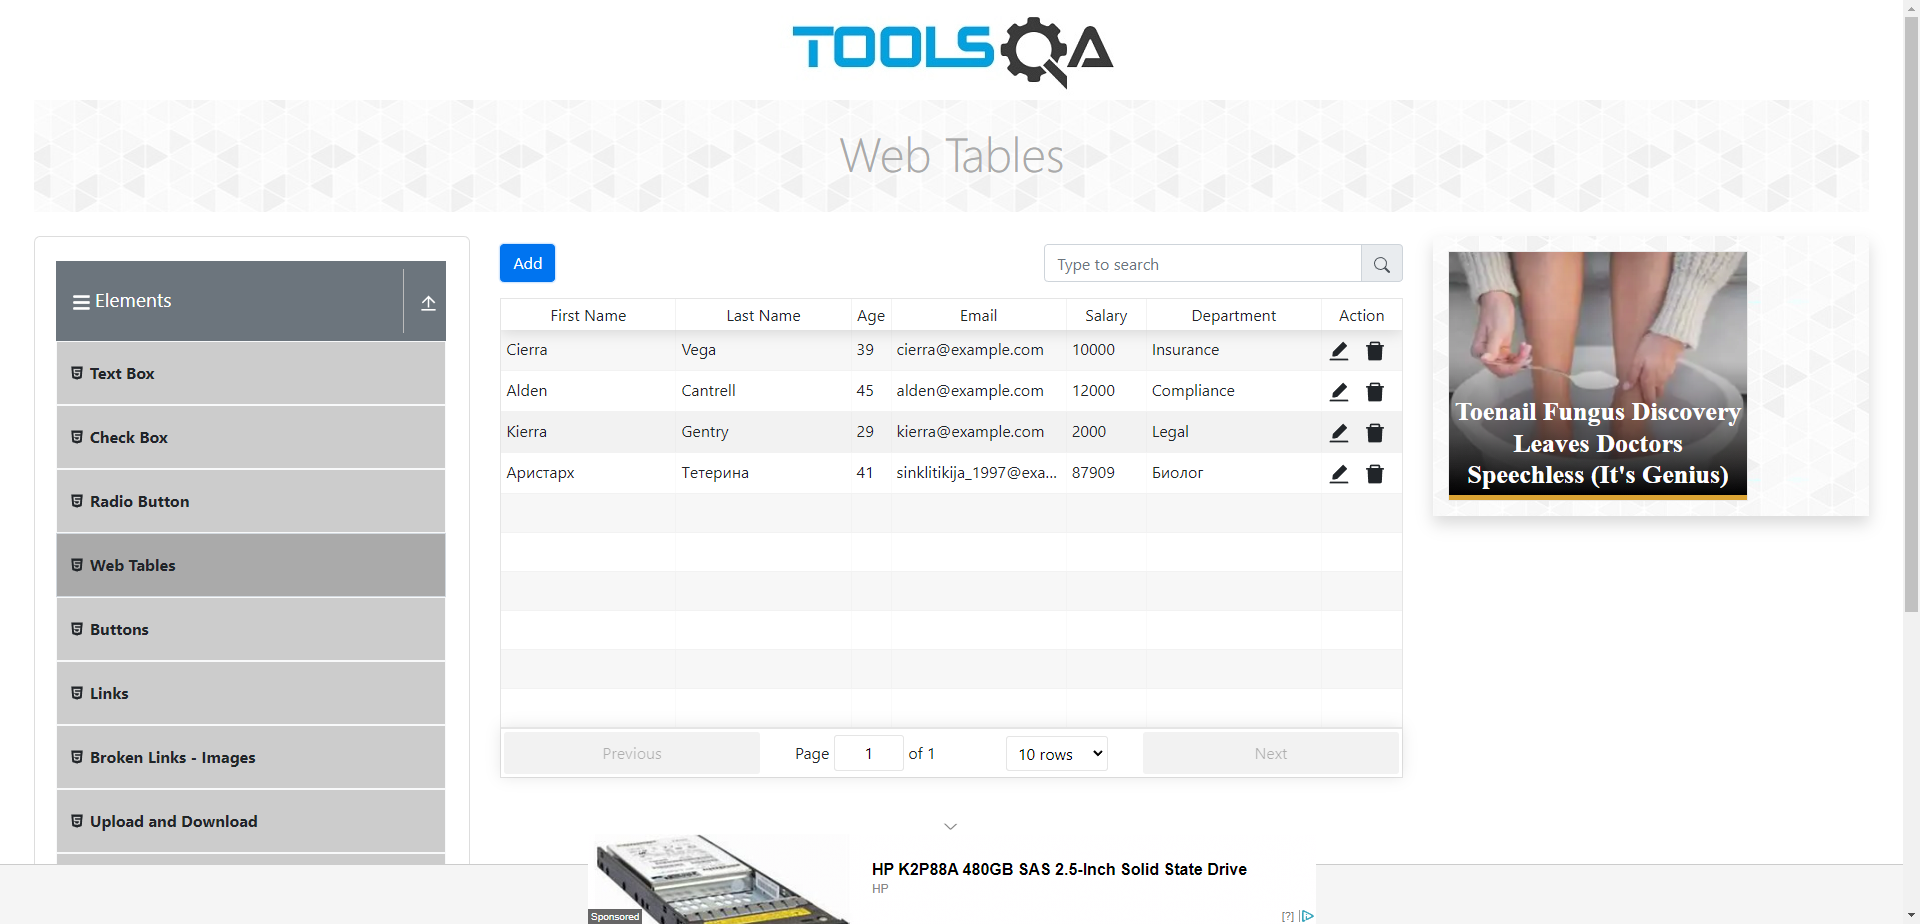 TOOLSQA
Web Tables
Elements
Text Box
Check Box
Radio Button
Web Tables
Buttons
Links
Broken Links - Images
Upload and Download
Add
Type to search
First Name Last Name Age Email Salary Department Action
Cierra Vega 39 cierra@example.com 10000 Insurance
Alden Cantrell 45 alden@example.com 12000 Compliance
Kierra Gentry 29 kierra@example.com 2000 Legal
Аристарх Тетерина 41 sinklitikija_1997@exa... 87909 Биолог
Previous Page 1 of 1 10 rows Next
Toenail Fungus Discovery
Leaves Doctors
Speechless (It's Genius)
HP K2P88A 480GB SAS 2.5-Inch Solid State Drive
HP
Sponsored
[?]